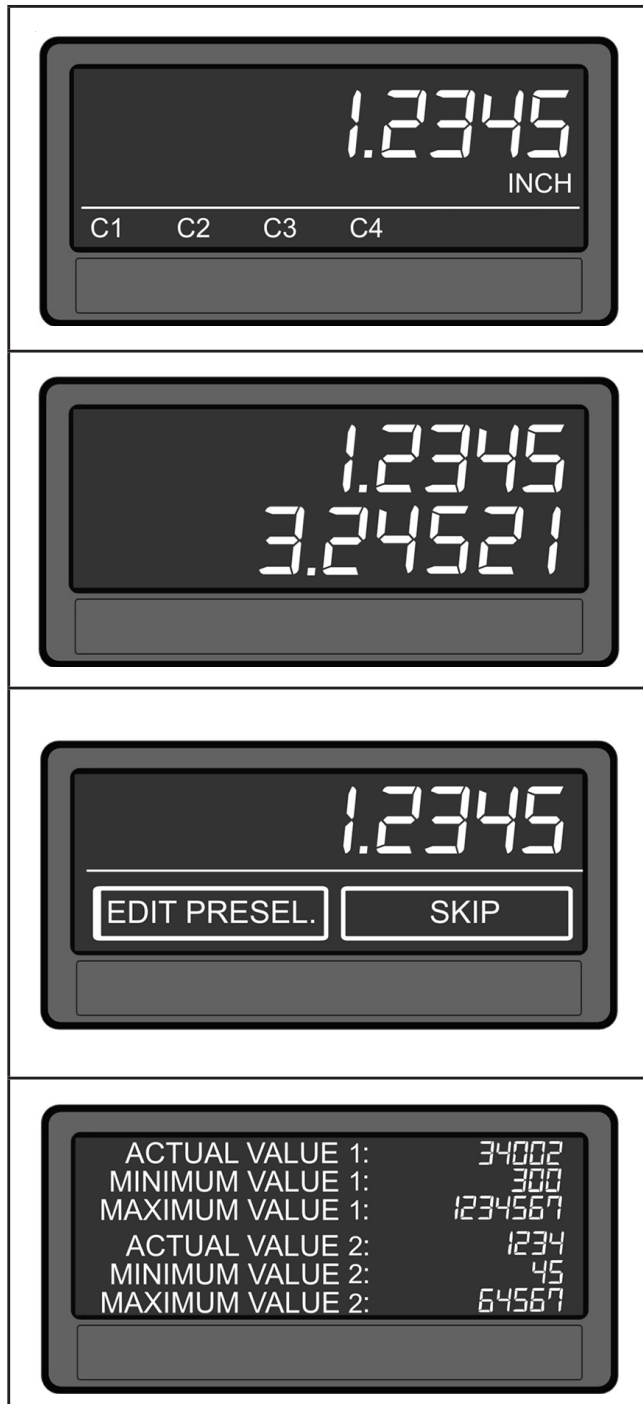 1.2345
INCH
C1 C2 C3 C4
1.2345
3.24521
1.2345
EDIT PRESEL. SKIP
ACTUAL VALUE 1: 34002
MINIMUM VALUE 1: 300
MAXIMUM VALUE 1: 1234567
ACTUAL VALUE 2: 1234
MINIMUM VALUE 2: 45
MAXIMUM VALUE 2: 64567